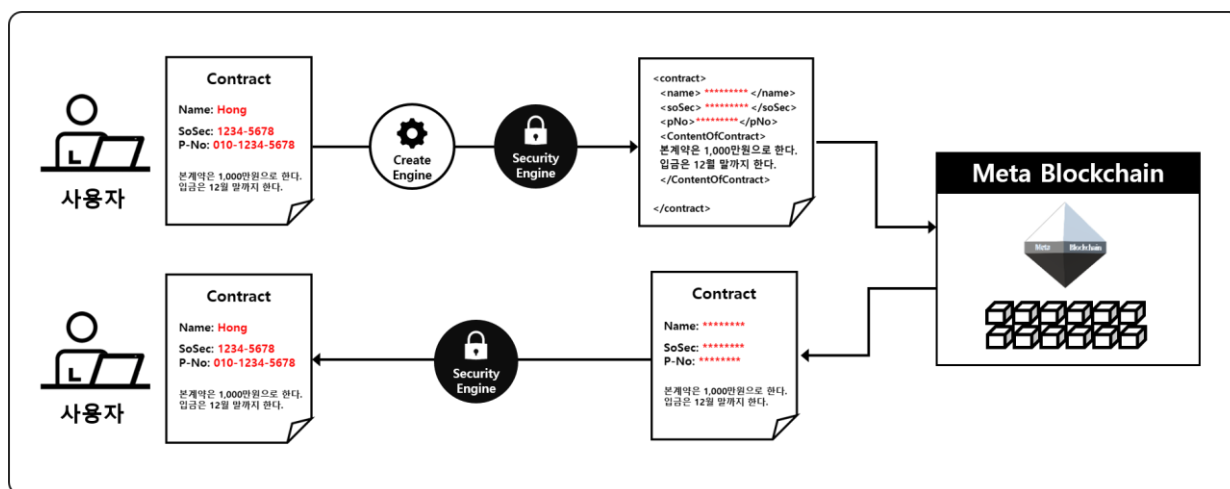 사용자
Contract
Name: Hong
SoSec: 1234-5678
P-No: 010-1234-5678
본계약은 1,000만원으로 한다.
입금은 12월 말까지 한다.
Create
Engine
Security
Engine
<contract>
<name> ********* </name>
<soSec> ********* </soSec>
<pNo>*********</pNo>
<ContentOfContract>
본계약은 1,000만원으로 한다.
입금은 12월 말까지 한다.
</ContentOfContract>
</contract>
Meta Blockchain
Meta
Blockchain
사용자
Contract
Name: Hong
SoSec: 1234-5678
P-No: 010-1234-5678
본계약은 1,000만원으로 한다.
입금은 12월 말까지 한다.
Security
Engine
Contract
Name: ********
SoSec: ********
P-No: ********
본계약은 1,000만원으로 한다.
입금은 12월 말까지 한다.